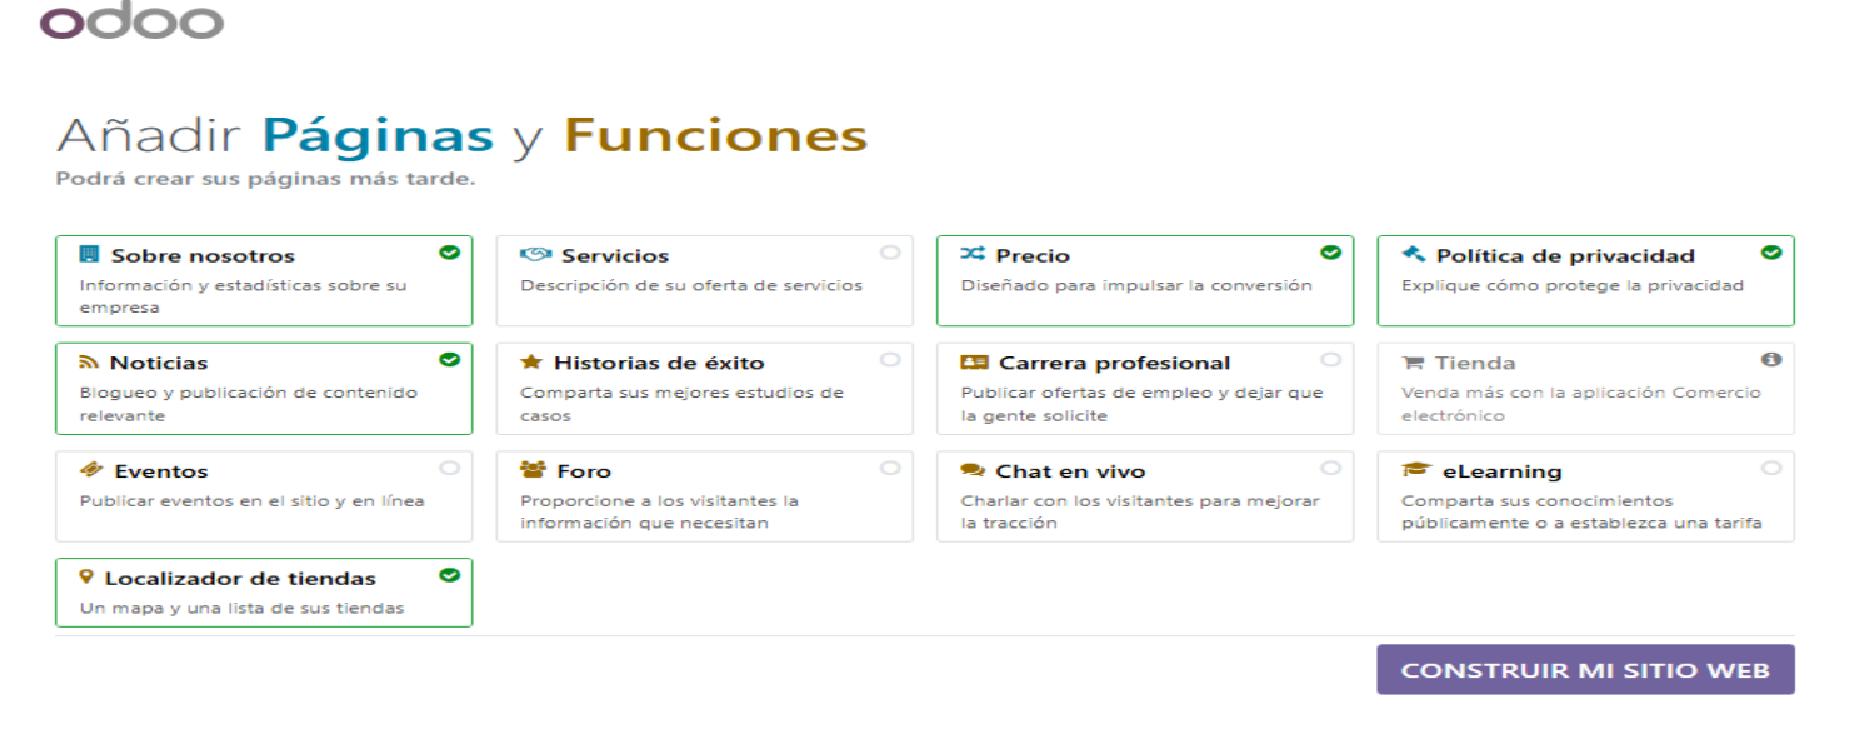 odoo
Añadir Páginas y Funciones
Podrá crear sus páginas más tarde.
Sobre nosotros
Información y estadísticas sobre su
empresa
Servicios
Descripción de su oferta de servicios
Precio
Diseñado para impulsar la conversión
Política de privacidad
Explique cómo protege la privacidad
Noticias
Blogueo y publicación de contenido
relevante
Historias de éxito
Comparta sus mejores estudios de
casos
Carrera profesional
Publicar ofertas de empleo y dejar que
la gente solicite
Tienda
Venda más con la aplicación Comercio
electrónico
Eventos
Publicar eventos en el sitio y en línea
Foro
Proporcione a los visitantes la
información que necesitan
Chat en vivo
Charlar con los visitantes para mejorar
la tracción
eLearning
Comparta sus conocimientos
públicamente o a establezca una tarifa
Localizador de tiendas
Un mapa y una lista de sus tiendas
CONSTRUIR MI SITIO WEB